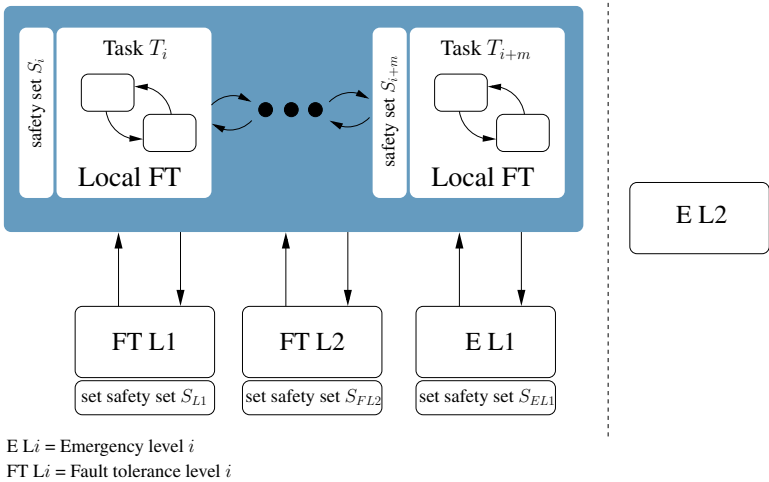 safety set S_i
Task T_i
Local FT
safety set S_{i+m}
Task T_{i+m}
Local FT
E L2
FT L1
FT L2
E L1
set safety set S_{L1}
set safety set S_{FL2}
set safety set S_{EL1}
E Li = Emergency level i
FT Li = Fault tolerance level i